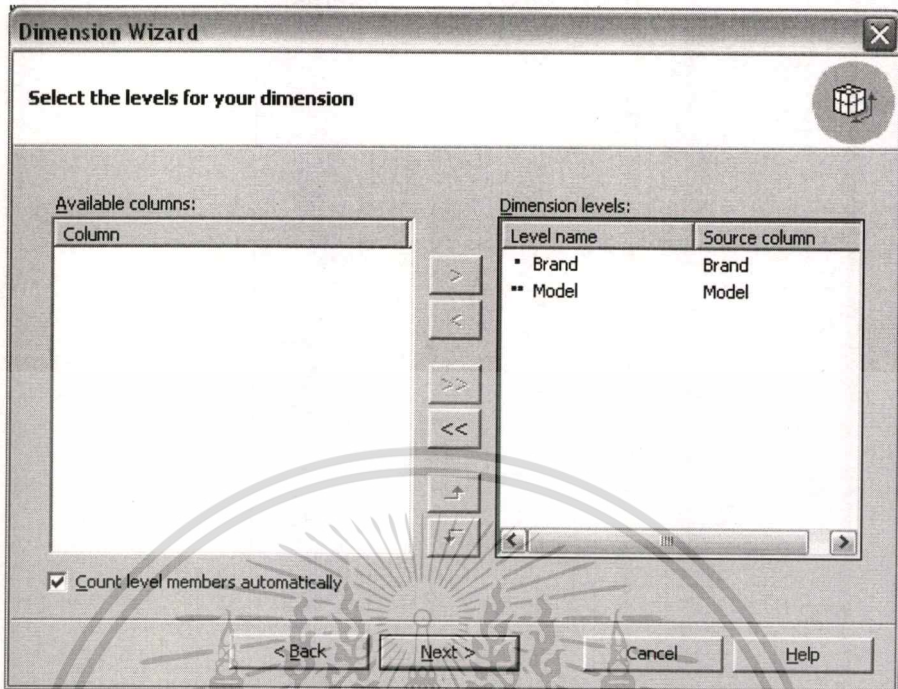 Dimension Wizard
Select the levels for your dimension
Available columns:
Column
>
<
>>
<<
Dimension levels:
Level name Source column
Brand Brand
Model Model
Count level members automatically
< Back Next > Cancel Help